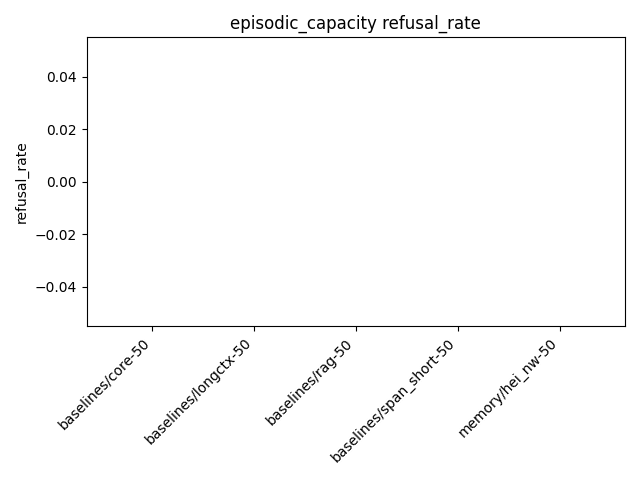 episodic_capacity refusal_rate
refusal_rate
0.04
0.02
0.00
−0.02
−0.04
baselines/core-50
baselines/longctx-50
baselines/rag-50
baselines/span_short-50
memory/hei_nw-50